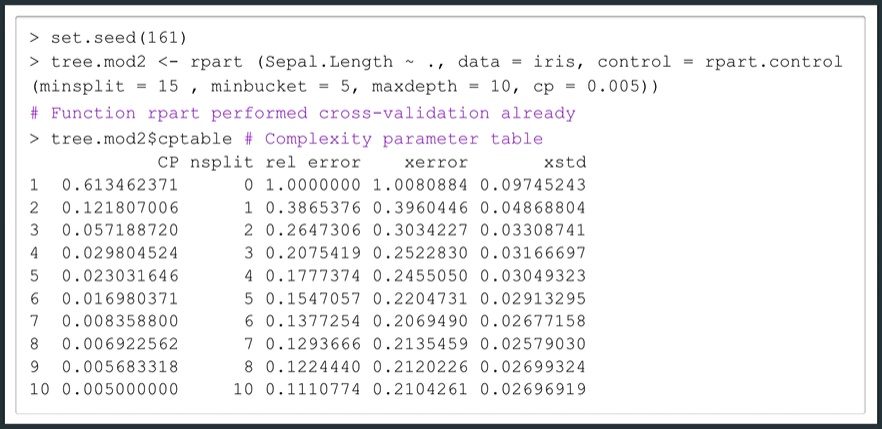 > set.seed(161)
> tree.mod2 <- rpart (Sepal.Length ~ ., data = iris, control = rpart.control
(minsplit = 15 , minbucket = 5, maxdepth = 10, cp = 0.005))
# Function rpart performed cross-validation already
> tree.mod2$cptable # Complexity parameter table
CP nsplit rel error xerror xstd
1 0.613462371 0 1.0000000 1.0080884 0.09745243
2 0.121807006 1 0.3865376 0.3960446 0.04868804
3 0.057188720 2 0.2647306 0.3034227 0.03308741
4 0.029804524 3 0.2075419 0.2522830 0.03166697
5 0.023031646 4 0.1777374 0.2455050 0.03049323
6 0.016980371 5 0.1547057 0.2204731 0.02913295
7 0.008358800 6 0.1377254 0.2069490 0.02677158
8 0.006922562 7 0.1293666 0.2135459 0.02579030
9 0.005683318 8 0.1224440 0.2120226 0.02699324
10 0.005000000 10 0.1110774 0.2104261 0.02696919